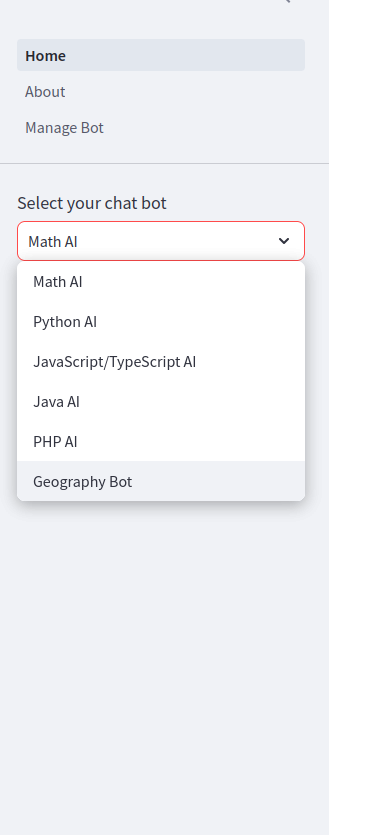 Home
About
Manage Bot
Select your chat bot
Math AI
Math AI
Python AI
JavaScript/TypeScript AI
Java AI
PHP AI
Geography Bot